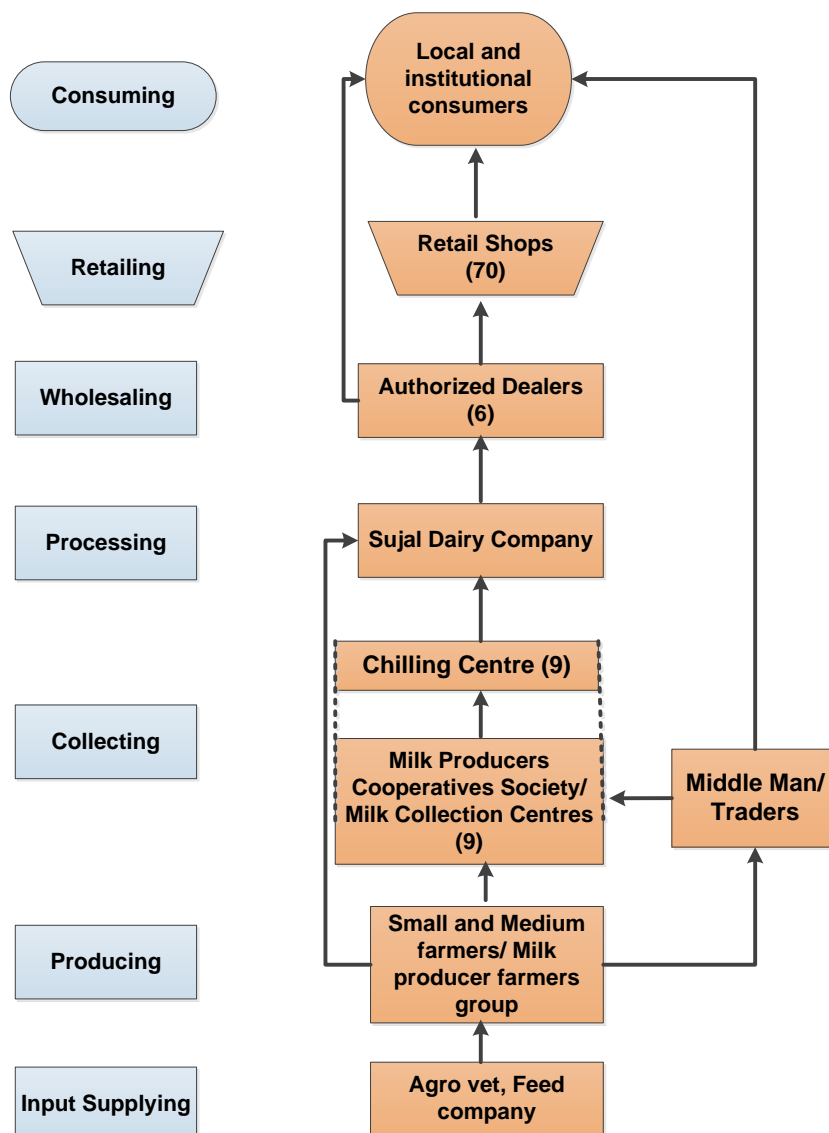 Consuming
Local and
institutional
consumers
Retailing
Retail Shops
(70)
Wholesaling
Authorized Dealers
(6)
Processing
Sujal Dairy Company
Chilling Centre (9)
Collecting
Milk Producers
Cooperatives Society/
Milk Collection Centres
(9)
Middle Man/
Traders
Producing
Small and Medium
farmers/ Milk
producer farmers
group
Input Supplying
Agro vet, Feed
company